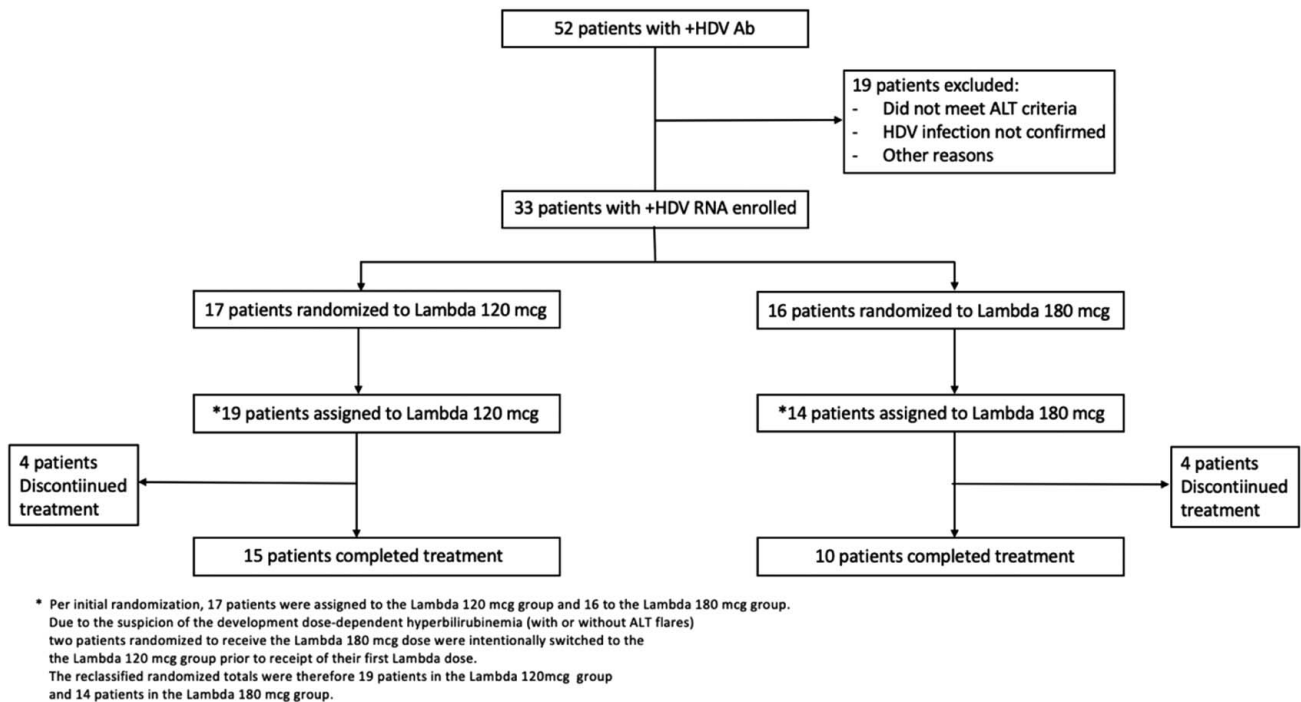 52 patients with +HDV Ab
19 patients excluded:
- Did not meet ALT criteria
- HDV infection not confirmed
- Other reasons
33 patients with +HDV RNA enrolled
17 patients randomized to Lambda 120 mcg
16 patients randomized to Lambda 180 mcg
*19 patients assigned to Lambda 120 mcg
*14 patients assigned to Lambda 180 mcg
4 patients
Discontiinued
treatment
4 patients
Discontiinued
treatment
15 patients completed treatment
10 patients completed treatment
* Per initial randomization, 17 patients were assigned to the Lambda 120 mcg group and 16 to the Lambda 180 mcg group.
Due to the suspicion of the development dose-dependent hyperbilirubinemia (with or without ALT flares)
two patients randomized to receive the Lambda 180 mcg dose were intentionally switched to the
the Lambda 120 mcg group prior to receipt of their first Lambda dose.
The reclassified randomized totals were therefore 19 patients in the Lambda 120mcg group
and 14 patients in the Lambda 180 mcg group.